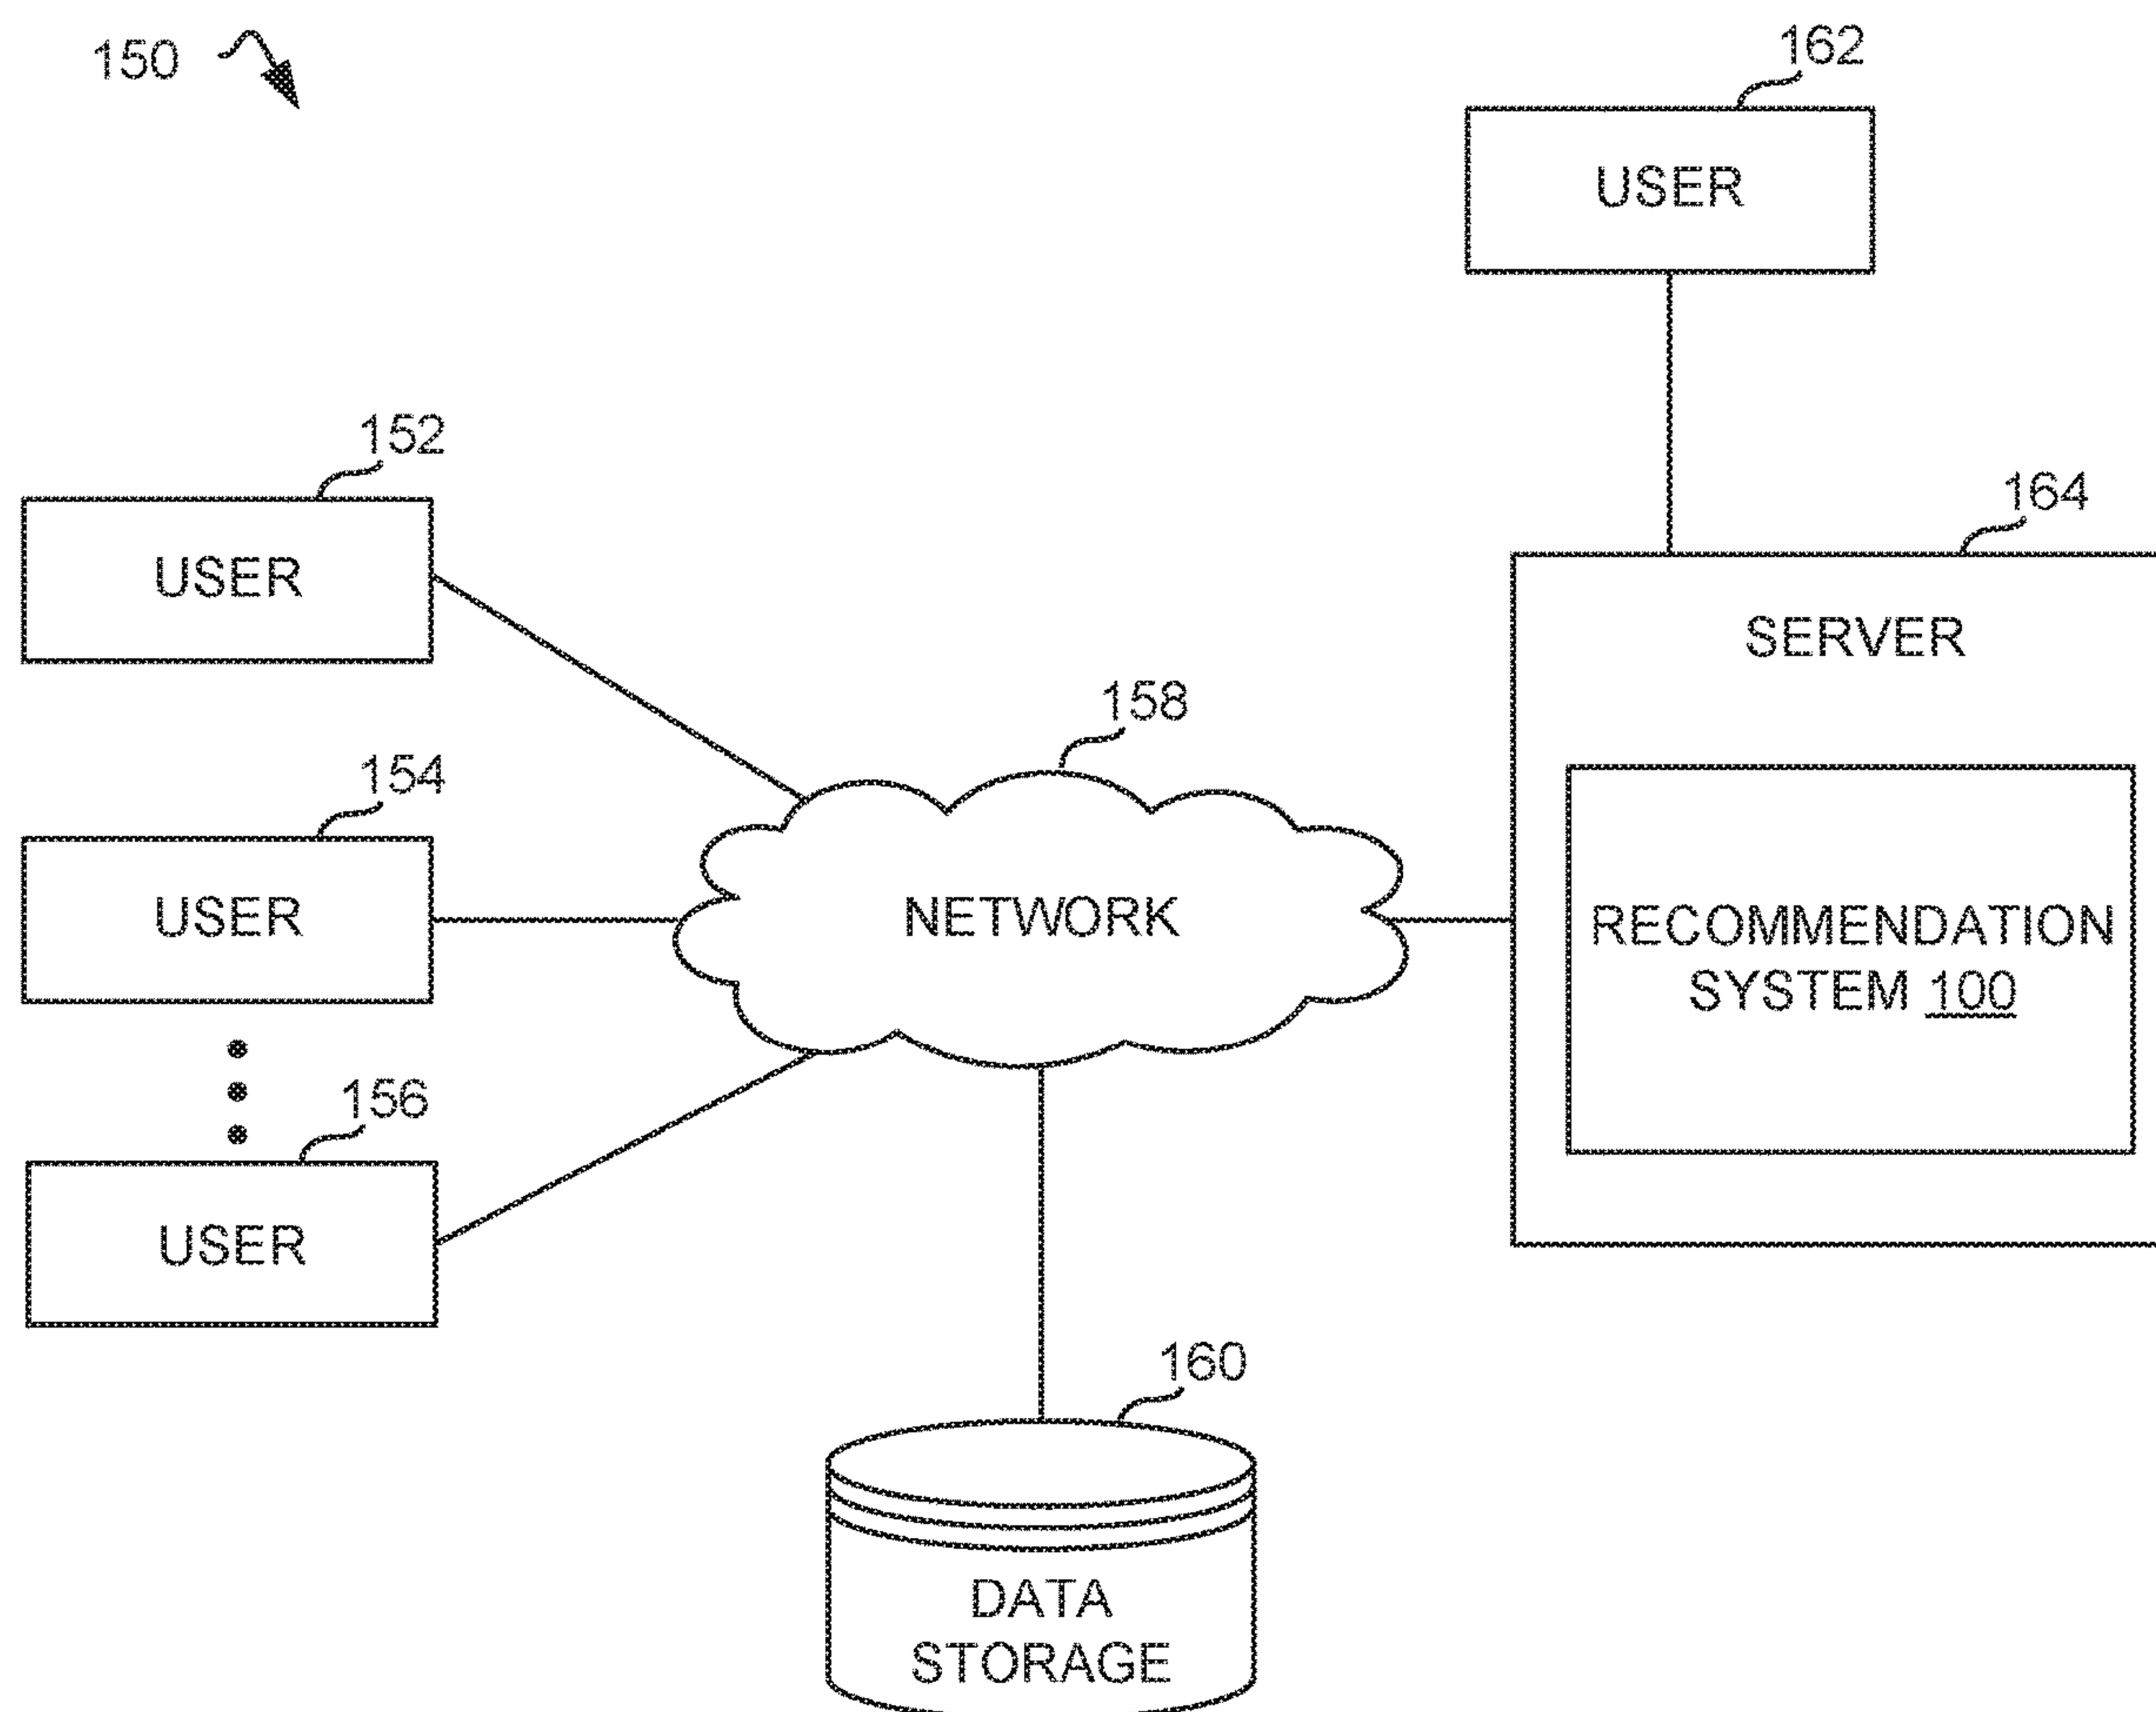 150
162
USER
152
USER
164
SERVER
158
154
USER
NETWORK
RECOMMENDATION
SYSTEM 100
156
USER
160
DATA
STORAGE